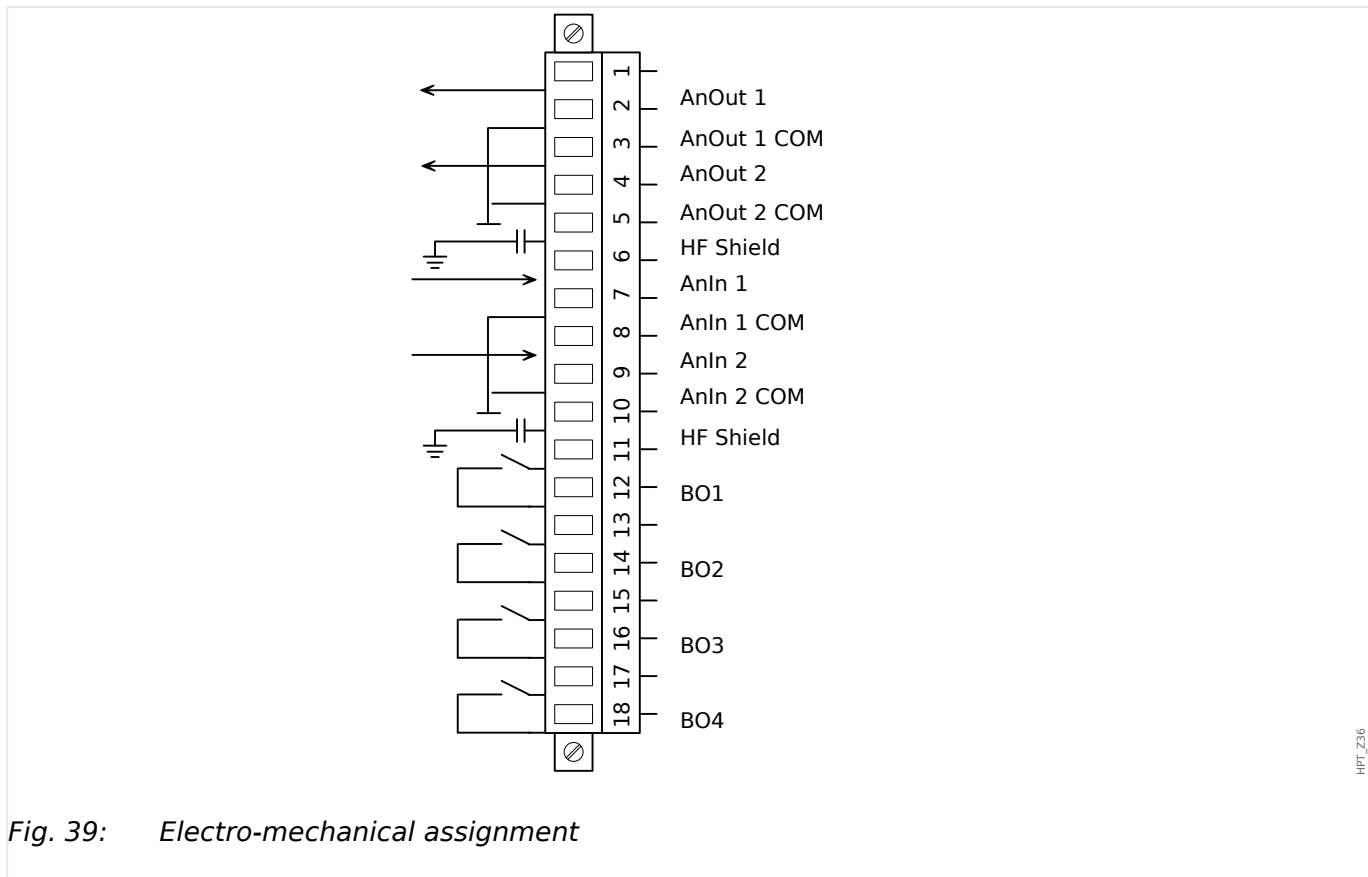 1
2
AnOut 1
3
AnOut 1 COM
4
AnOut 2
5
AnOut 2 COM
6
HF Shield
7
AnIn 1
8
AnIn 1 COM
9
AnIn 2
10
AnIn 2 COM
11
HF Shield
12
BO1
13
14
BO2
15
16
BO3
17
18
BO4
HPT_Z36
Fig. 39: Electro-mechanical assignment